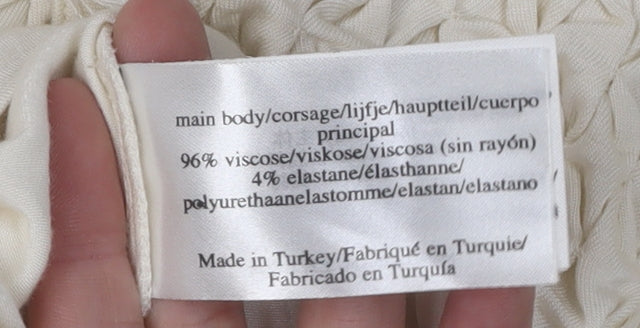 main body/corsage/lijfje/hauptteil/cuerpo
principal
96% viscose/viskose/viscosa (sin rayón)
4% elastane/élasthanne/
polyurethaanelastomme/elastan/elastano
Made in Turkey/Fabriqué en Turquie/
Fabricado en Turquía